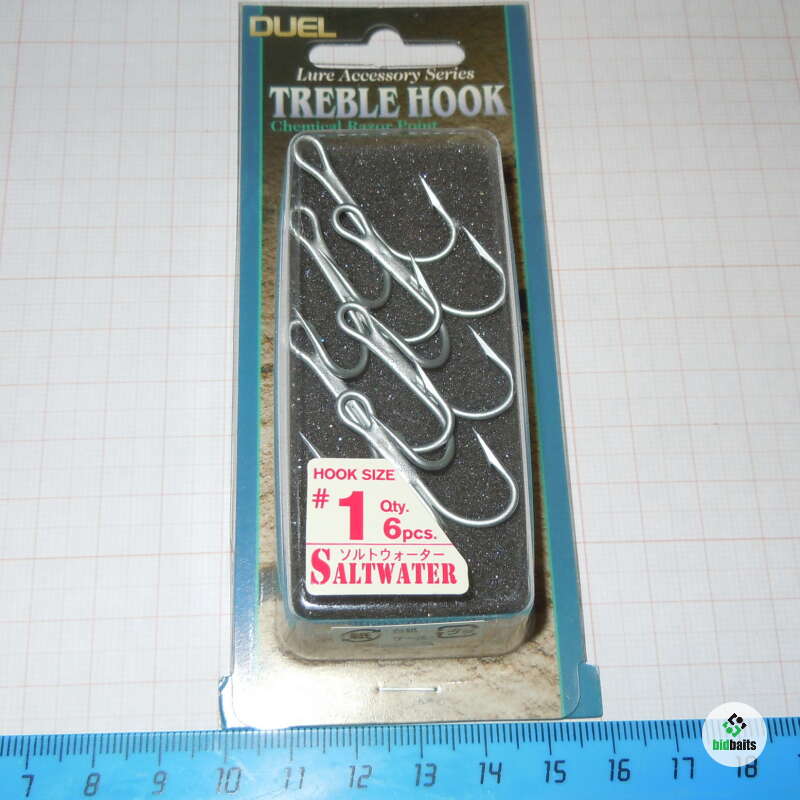 DUEL
Lure Accessory Series
TREBLE HOOK
Chemical Razor Point
HOOK SIZE
# 1 Qty. 6pcs.
ソルトウォーター
SALTWATER
bidbaits
7 8 9 10 11 12 13 14 15 16 17 18